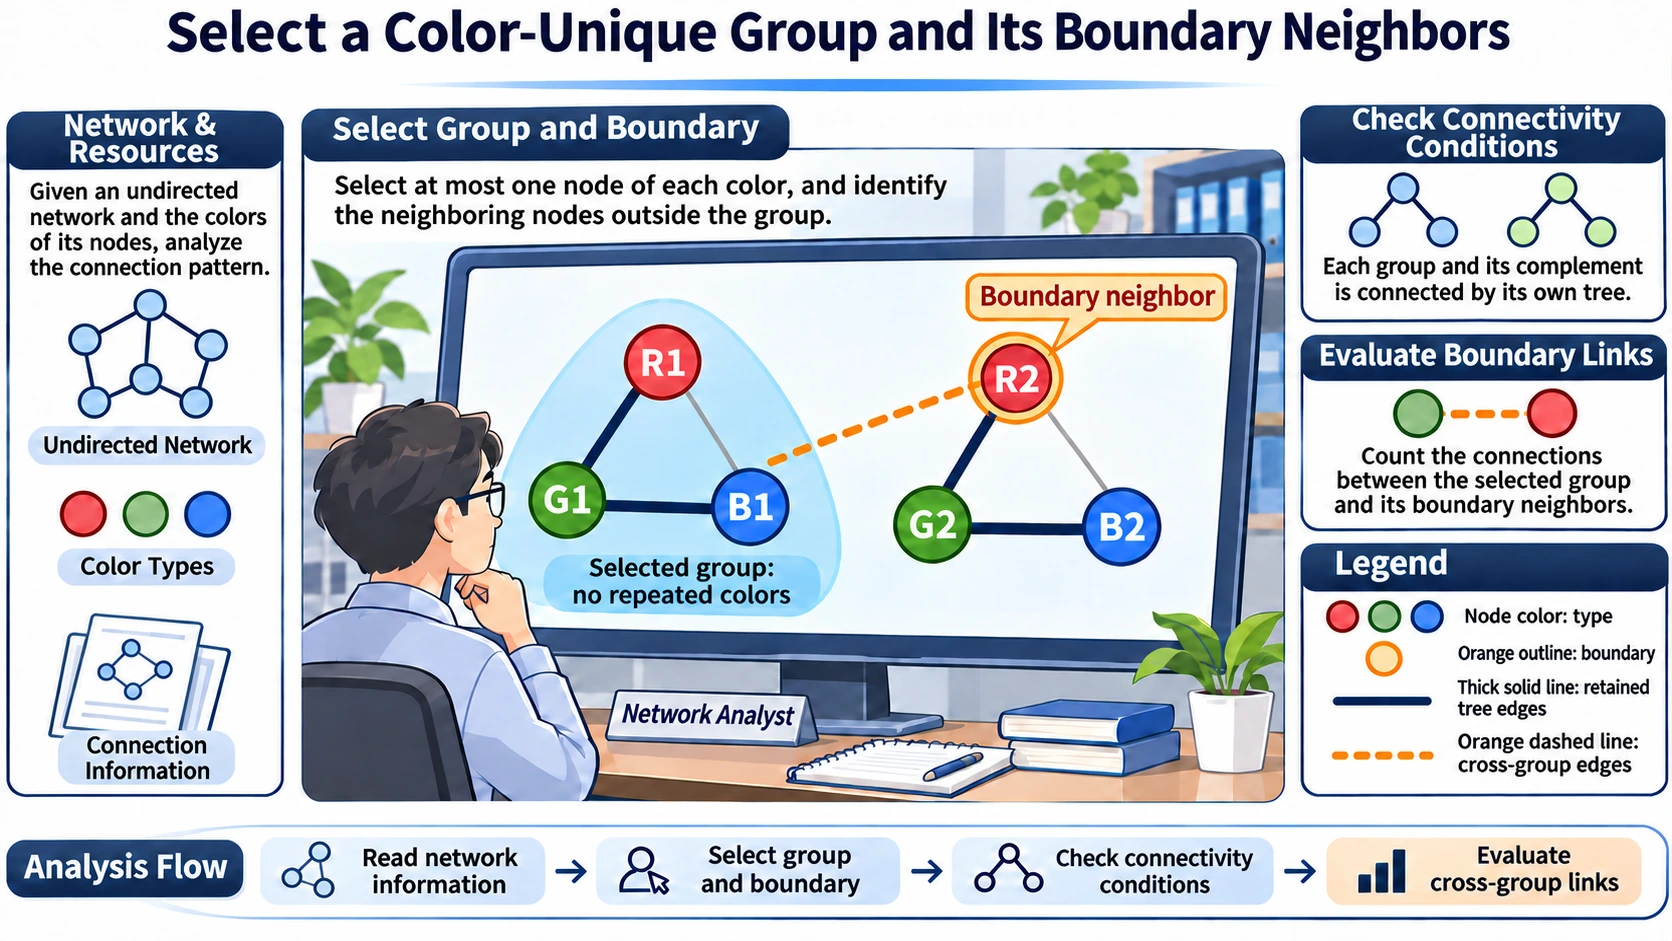 Select a Color-Unique Group and Its Boundary Neighbors
Network &
Resources
Given an undirected
network and the colors
of its nodes, analyze
the connection pattern.
Undirected Network
Color Types
Connection
Information
Select Group and Boundary
Select at most one node of each color, and identify
the neighboring nodes outside the group.
Boundary neighbor
R1
R2
G1
B1
G2
B2
Selected group:
no repeated colors
Network Analyst
Check Connectivity
Conditions
Each group and its complement
is connected by its own tree.
Evaluate Boundary Links
Count the connections
between the selected group
and its boundary neighbors.
Legend
Node color: type
Orange outline: boundary
Thick solid line: retained
tree edges
Orange dashed line:
cross-group edges
Analysis Flow
Read network
information
Select group
and boundary
Check connectivity
conditions
Evaluate
cross-group links